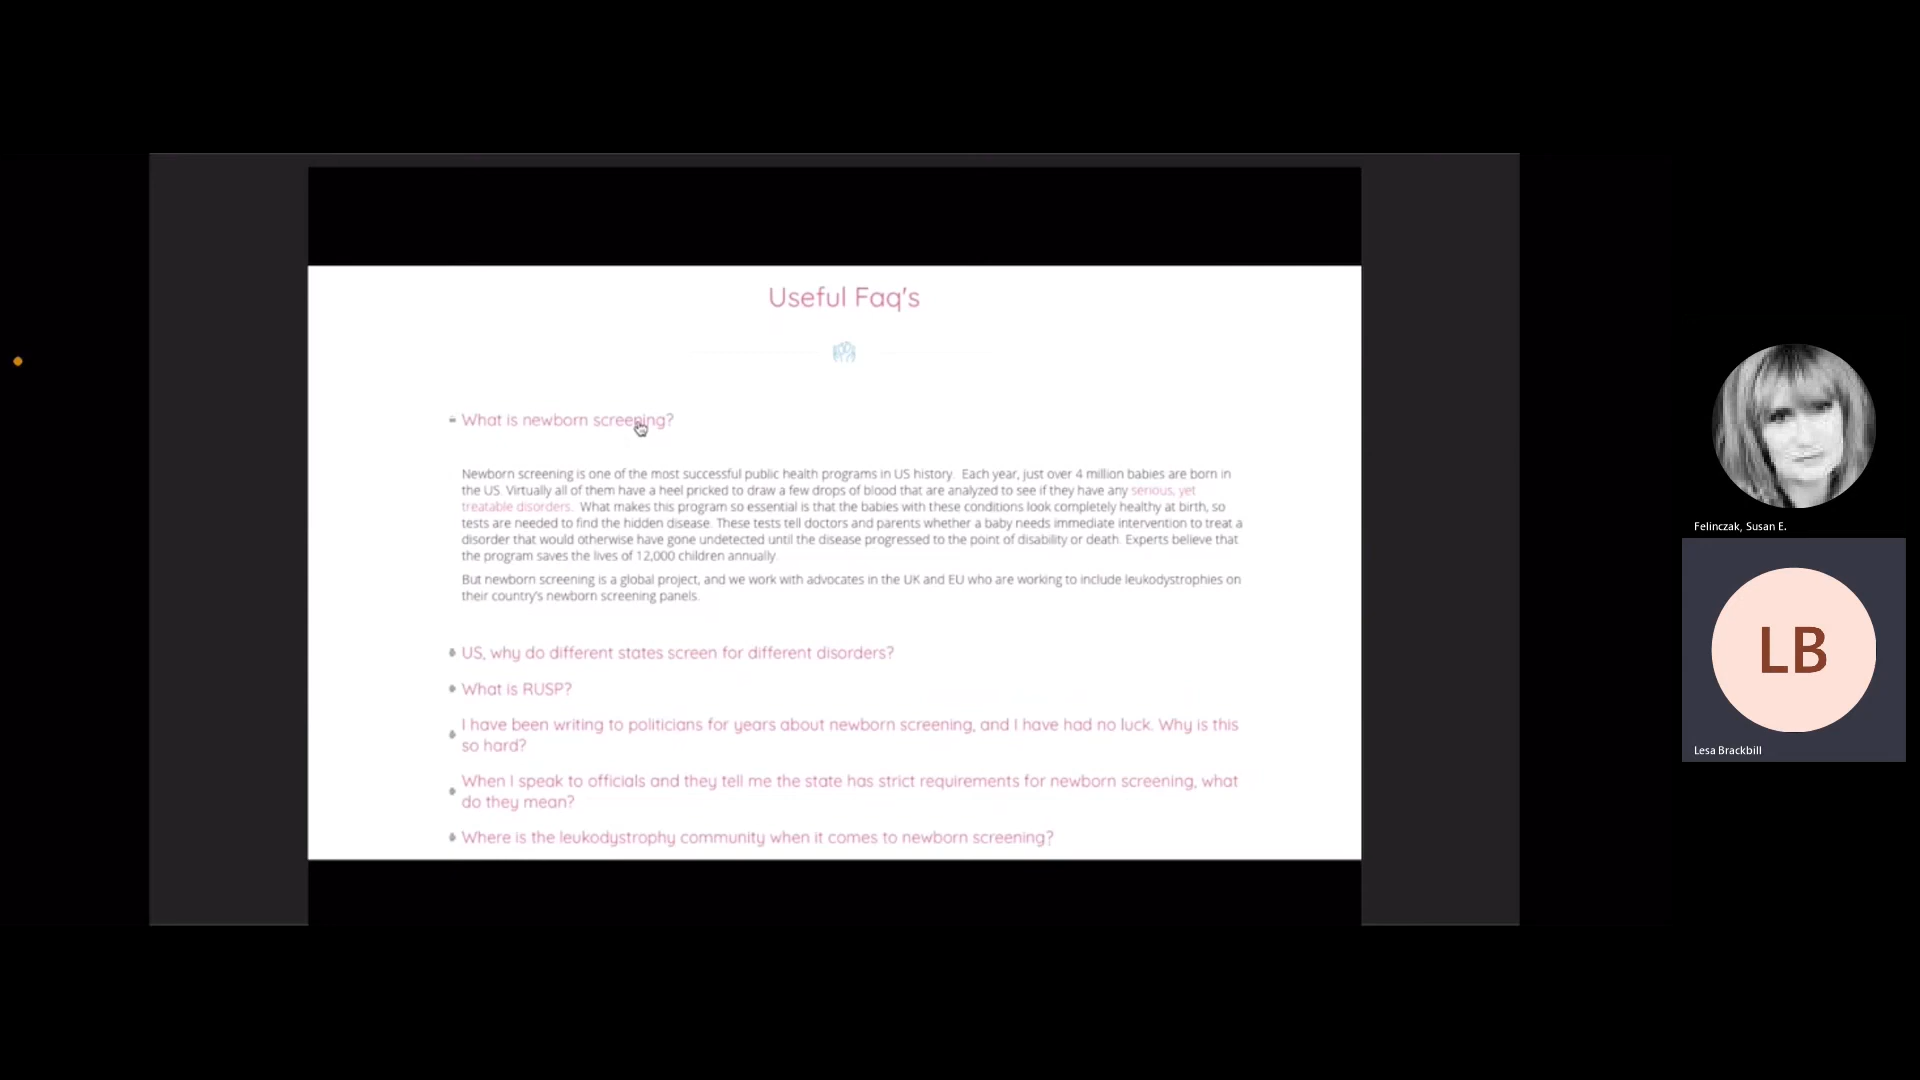 Useful Faq's
What is newborn screening?
Newborn screening is one of the most successful public health programs in US history. Each year, just over 4 million babies are born in
the US. Virtually all of them have a heel pricked to draw a few drops of blood that are analyzed to see if they have any serious, yet
treatable disorders. What makes this program so essential is that the babies with these conditions look completely healthy at birth, so
tests are needed to find the hidden disease. These tests tell doctors and parents whether a baby needs immediate intervention to treat a
disorder that would otherwise have gone undetected until the disease progressed to the point of disability or death. Experts believe that
the program saves the lives of 12,000 children annually.
But newborn screening is a global project, and we work with advocates in the UK and EU who are working to include leukodystrophies on
their country's newborn screening panels.
US, why do different states screen for different disorders?
What is RUSP?
I have been writing to politicians for years about newborn screening, and I have had no luck. Why is this
so hard?
When I speak to officials and they tell me the state has strict requirements for newborn screening, what
do they mean?
Where is the leukodystrophy community when it comes to newborn screening?
Felinczak, Susan E.
LB
Lesa Brackbill